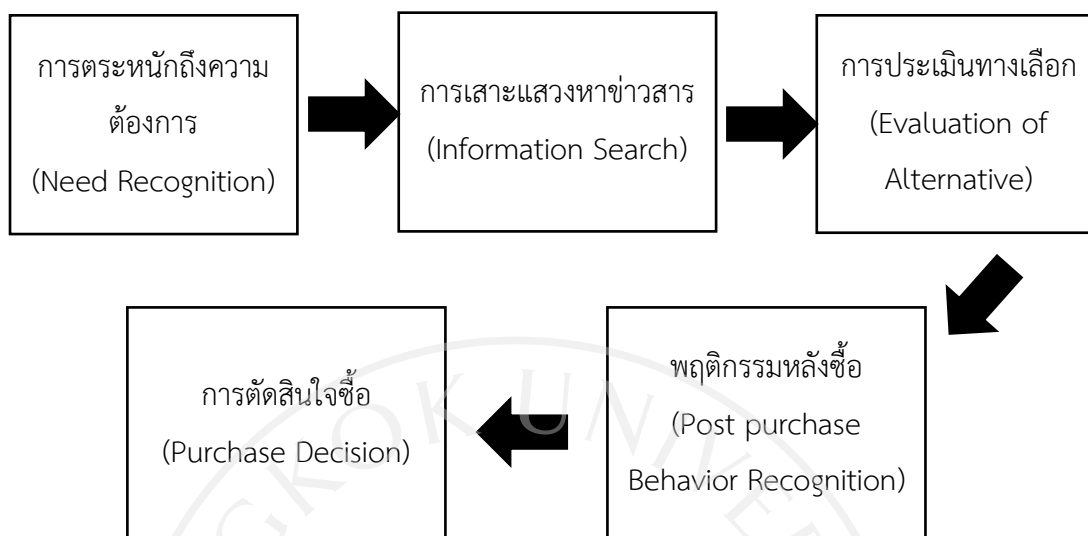 การตระหนักถึงความ
ต้องการ
(Need Recognition)
การเสาะแสวงหาข่าวสาร
(Information Search)
การประเมินทางเลือก
(Evaluation of
Alternative)
พฤติกรรมหลังซื้อ
(Post purchase
Behavior Recognition)
การตัดสินใจซื้อ
(Purchase Decision)
GKOK UNIVE